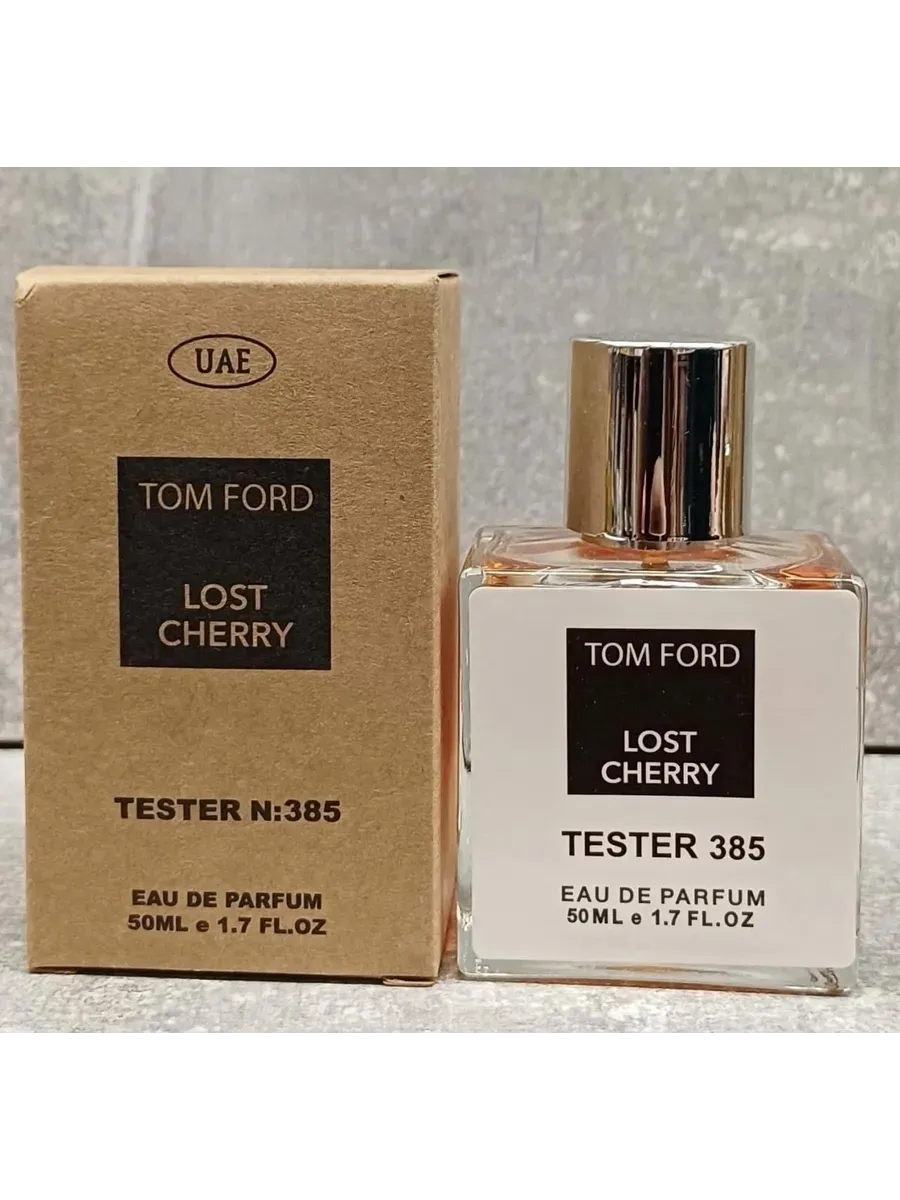 UAE
TOM FORD
LOST
CHERRY
TESTER N:385
EAU DE PARFUM
50ML e 1.7 FL.OZ
TOM FORD
LOST
CHERRY
TESTER 385
EAU DE PARFUM
50ML e 1.7 FL.OZ